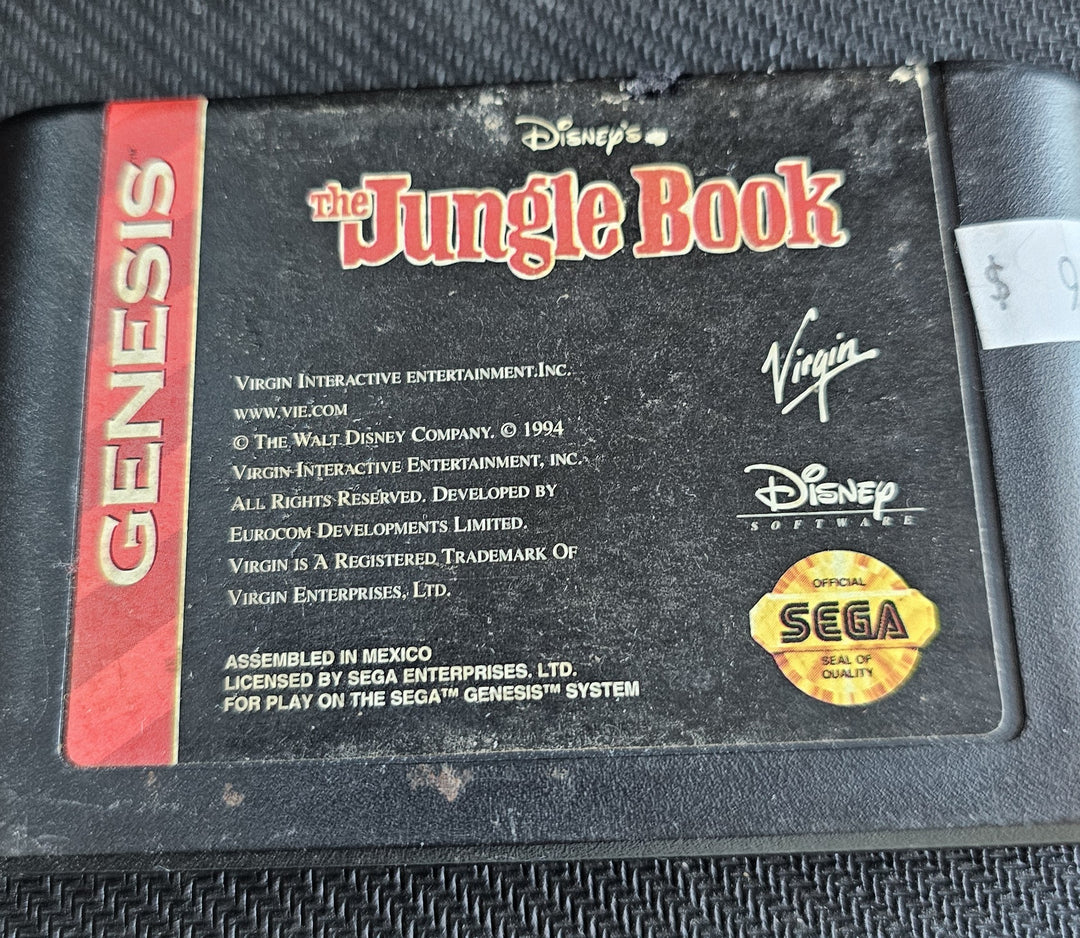 GENESIS™
Disney's
The Jungle Book
Virgin Interactive Entertainment, Inc.
www.vie.com
© The Walt Disney Company. © 1994
Virgin Interactive Entertainment, Inc.
All Rights Reserved. Developed by
Eurocom Developments Limited.
Virgin is A Registered Trademark Of
Virgin Enterprises, Ltd.
ASSEMBLED IN MEXICO
LICENSED BY SEGA ENTERPRISES, LTD.
FOR PLAY ON THE SEGA™ GENESIS™ SYSTEM
Virgin
Disney
SOFTWARE
OFFICIAL
SEGA
SEAL OF
QUALITY
$ 9